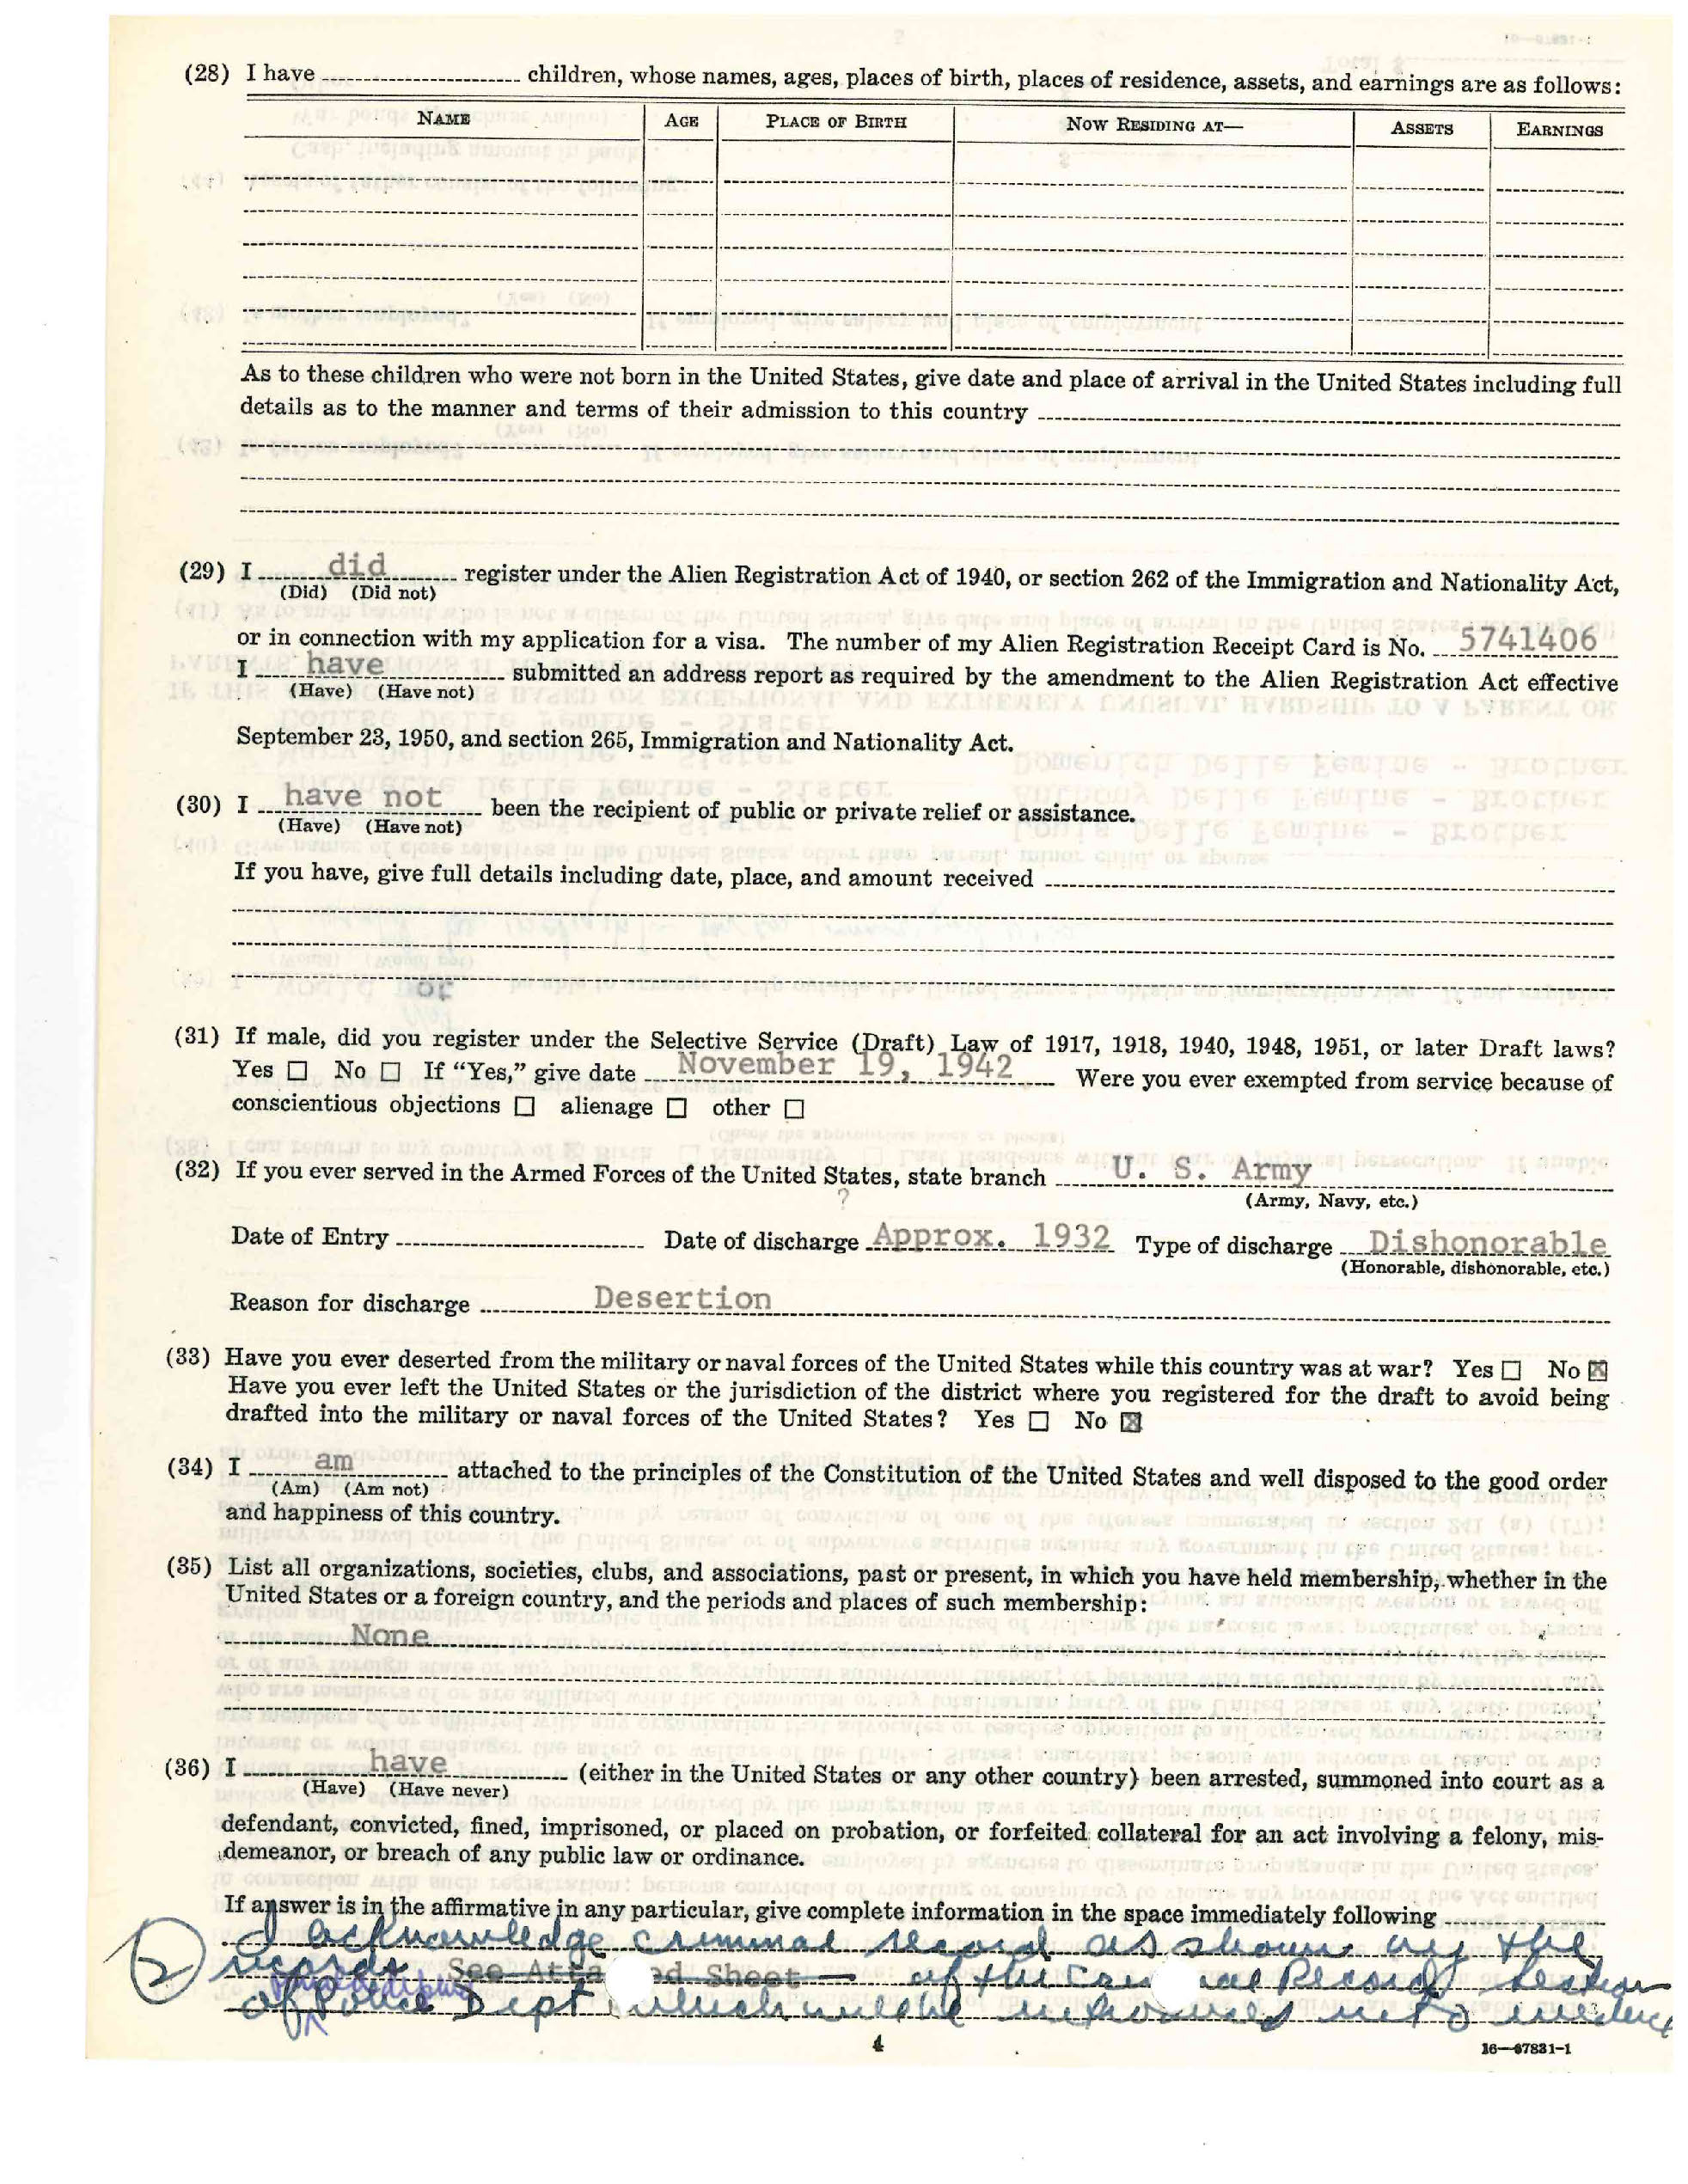 (28) I have children, whose names, ages, places of birth, places of residence, assets, and earnings are as follows:
NAME AGE PLACE OF BIRTH NOW RESIDING AT— ASSETS EARNINGS
As to these children who were not born in the United States, give date and place of arrival in the United States including full
details as to the manner and terms of their admission to this country
(29) I did register under the Alien Registration Act of 1940, or section 262 of the Immigration and Nationality Act,
(Did) (Did not)
or in connection with my application for a visa. The number of my Alien Registration Receipt Card is No. 5741406
I have submitted an address report as required by the amendment to the Alien Registration Act effective
(Have) (Have not)
September 23, 1950, and section 265, Immigration and Nationality Act.
(30) I have not been the recipient of public or private relief or assistance.
(Have) (Have not)
If you have, give full details including date, place, and amount received
(31) If male, did you register under the Selective Service (Draft) Law of 1917, 1918, 1940, 1948, 1951, or later Draft laws?
Yes ☐ No ☐ If “Yes,” give date November 19, 1942 Were you ever exempted from service because of
conscientious objections ☐ alienage ☐ other ☐
(32) If you ever served in the Armed Forces of the United States, state branch U. S. Army
? (Army, Navy, etc.)
Date of Entry Date of discharge Approx. 1932 Type of discharge Dishonorable
(Honorable, dishonorable, etc.)
Reason for discharge Desertion
(33) Have you ever deserted from the military or naval forces of the United States while this country was at war? Yes ☐ No ☒
Have you ever left the United States or the jurisdiction of the district where you registered for the draft to avoid being
drafted into the military or naval forces of the United States? Yes ☐ No ☒
(34) I am attached to the principles of the Constitution of the United States and well disposed to the good order
(Am) (Am not)
and happiness of this country.
(35) List all organizations, societies, clubs, and associations, past or present, in which you have held membership, whether in the
United States or a foreign country, and the periods and places of such membership:
None
(36) I have (either in the United States or any other country) been arrested, summoned into court as a
(Have) (Have never)
defendant, convicted, fined, imprisoned, or placed on probation, or forfeited collateral for an act involving a felony, mis-
demeanor, or breach of any public law or ordinance.
If answer is in the affirmative in any particular, give complete information in the space immediately following
2 I acknowledge criminal record as shown by the
records See Atta ed Sheet — of the Record Section
of Police Dept which will be into evidence
4 16—67831-1